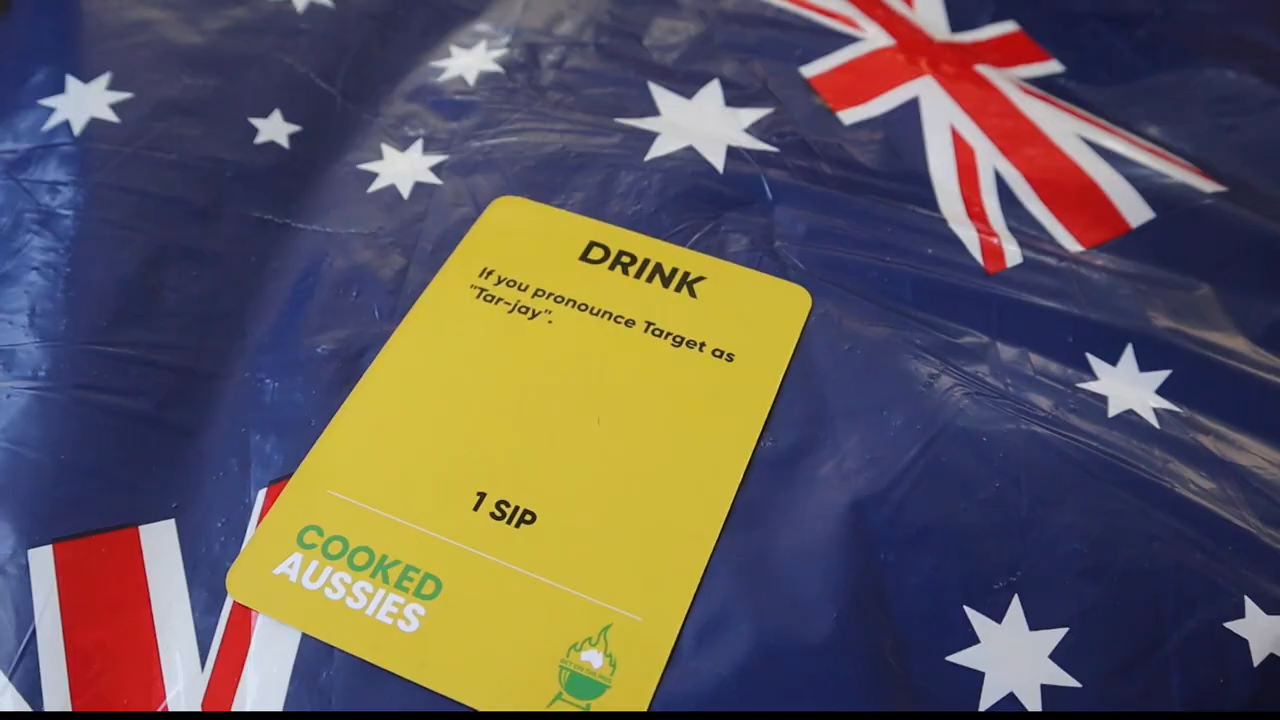 DRINK
If you pronounce Target as
"Tar-jay".
1 SIP
COOKED
AUSSIES